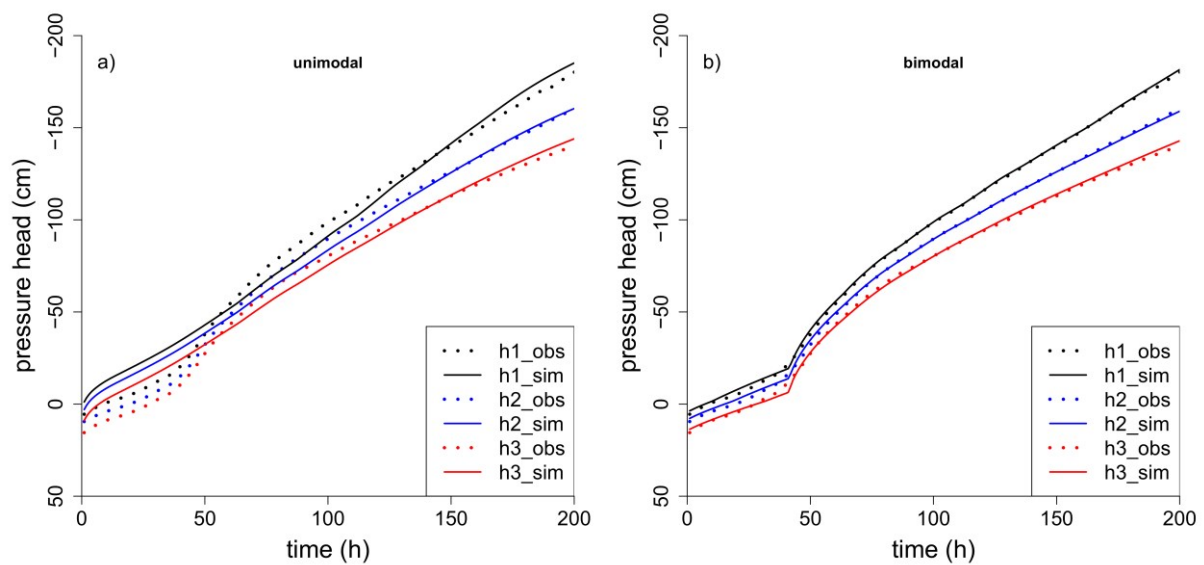 a)
unimodal
−200
−150
−100
−50
0
50
pressure head (cm)
0
50
100
150
200
time (h)
h1_obs
h1_sim
h2_obs
h2_sim
h3_obs
h3_sim
b)
bimodal
−200
−150
−100
−50
0
50
pressure head (cm)
0
50
100
150
200
time (h)
h1_obs
h1_sim
h2_obs
h2_sim
h3_obs
h3_sim